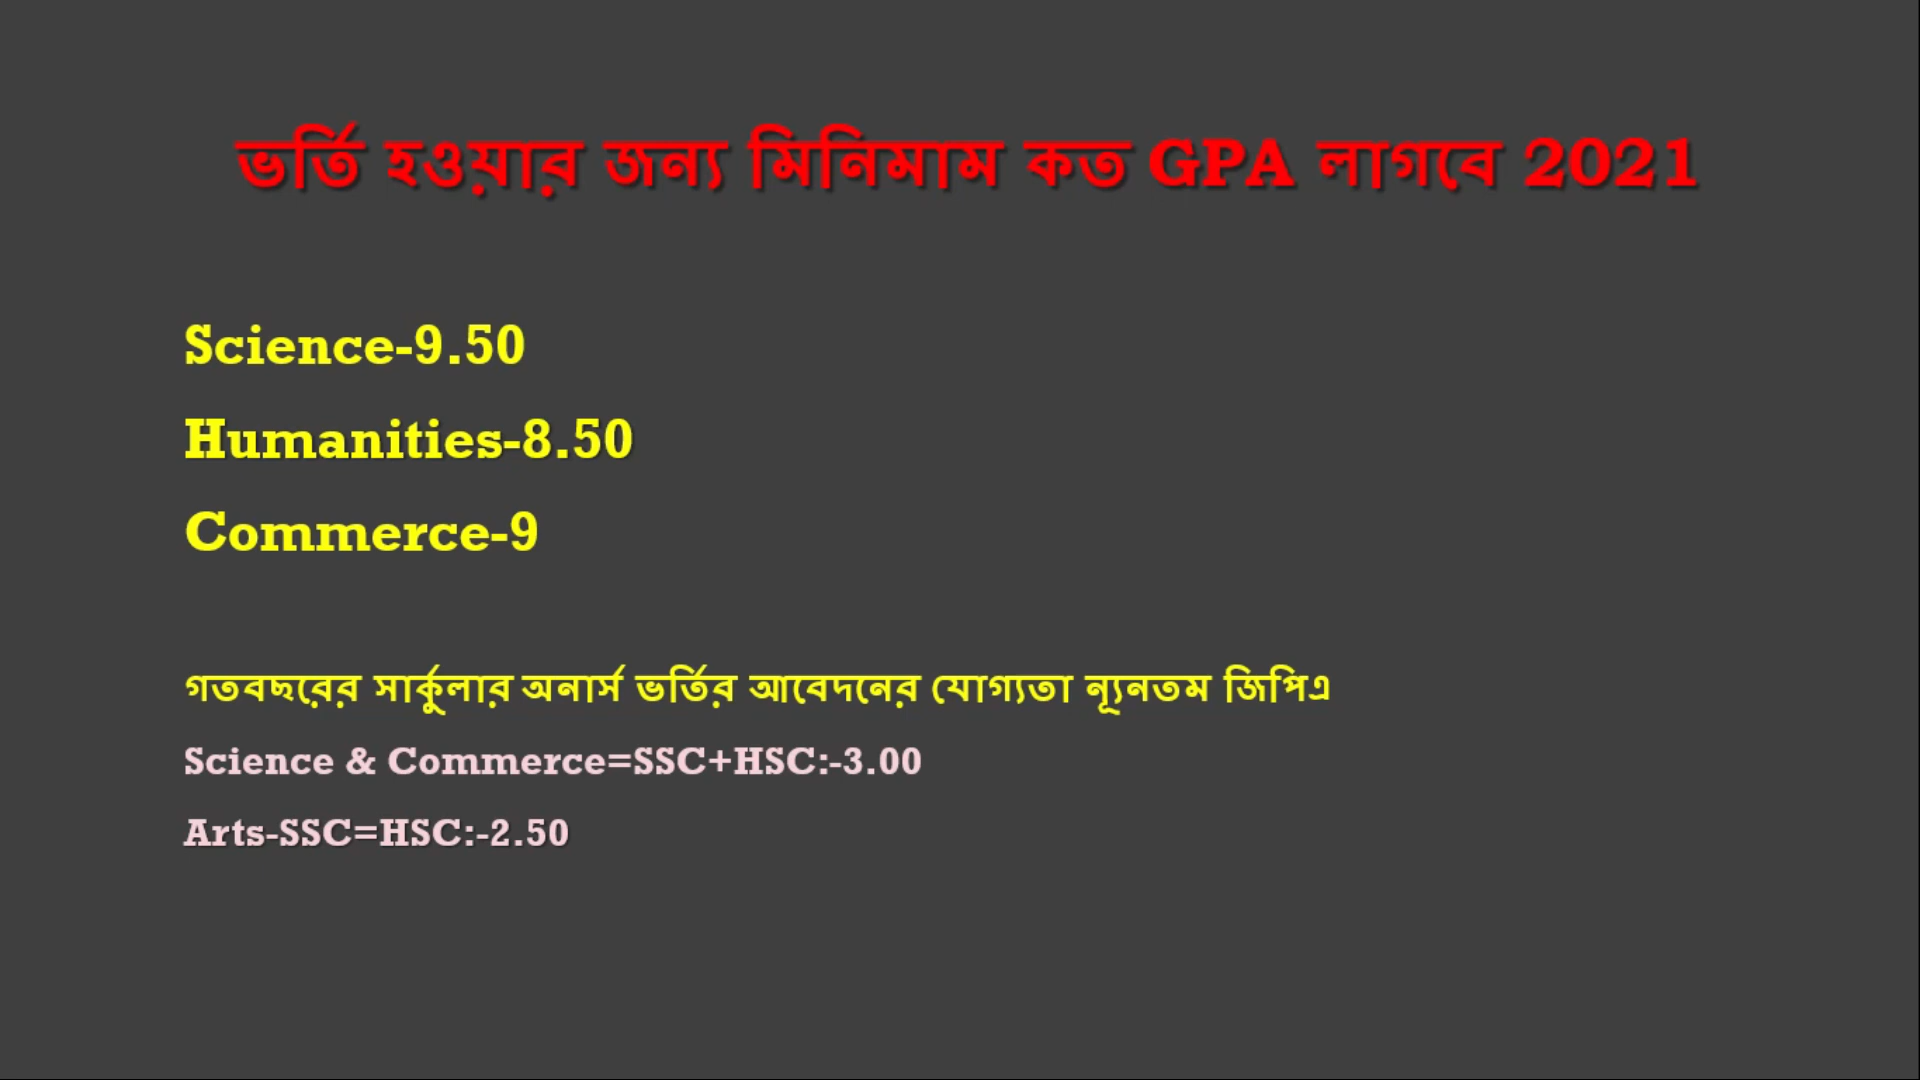 ভর্তি হওয়ার জন্য মিনিমাম কত GPA লাগবে 2021
Science-9.50
Humanities-8.50
Commerce-9
গতবছরের সার্কুলার অনার্স ভর্তির আবেদনের যোগ্যতা ন্যূনতম জিপিএ
Science & Commerce=SSC+HSC:-3.00
Arts-SSC=HSC:-2.50